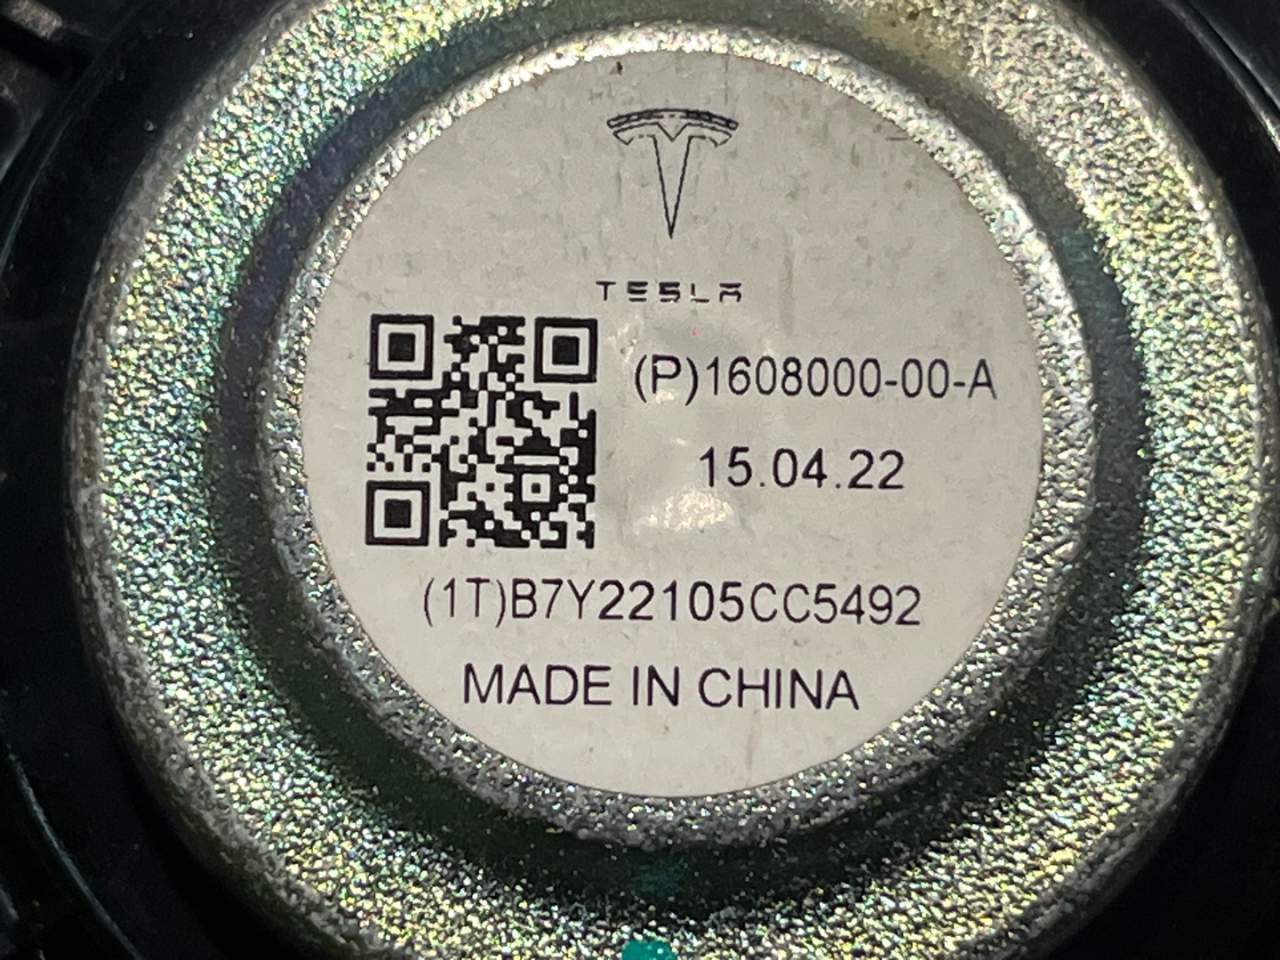 TESLA
(P)1608000-00-A
15.04.22
(1T)B7Y22105CC5492
MADE IN CHINA